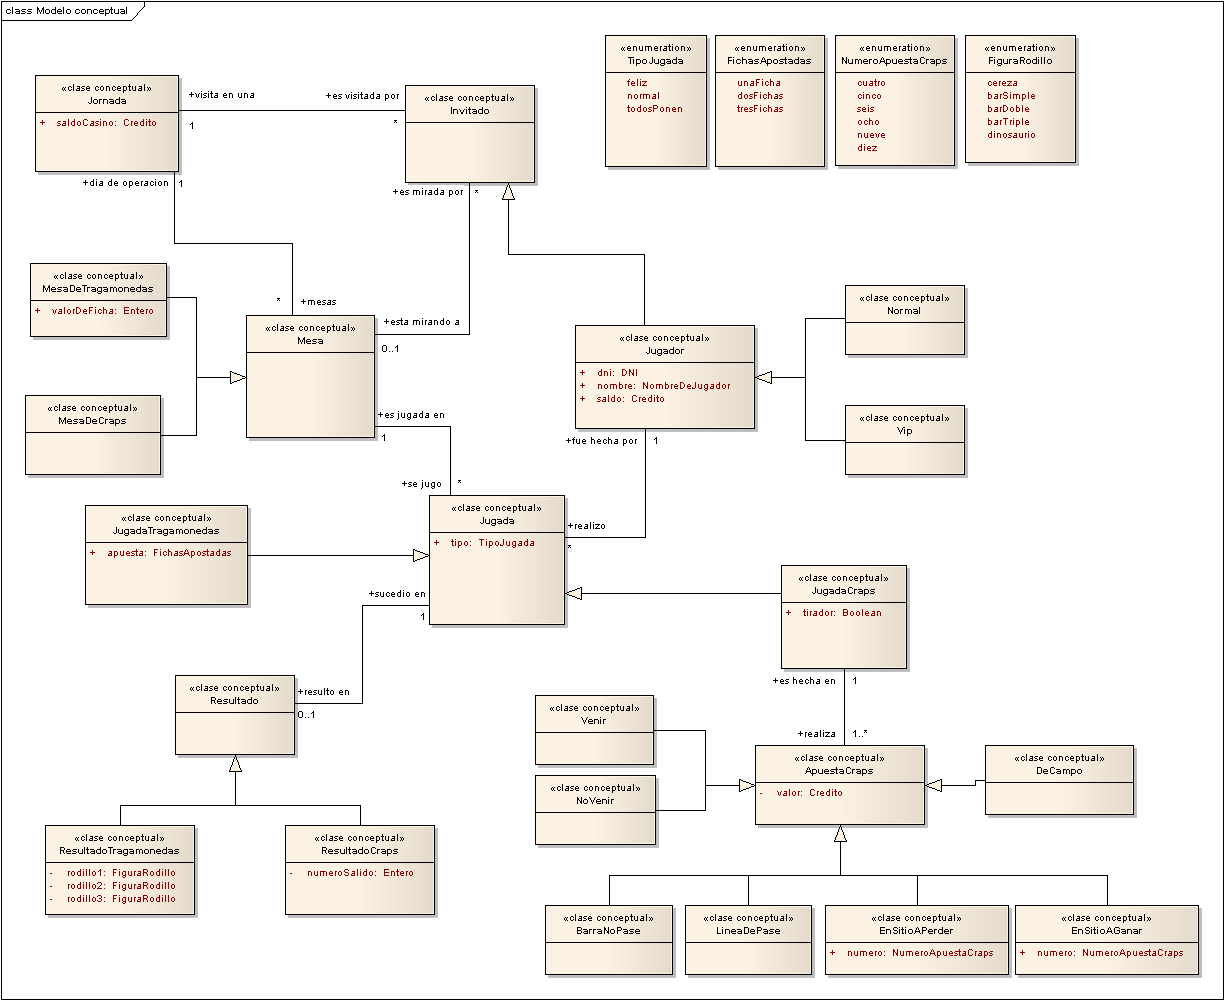 class Modelo conceptual
«clase conceptual»
Jornada
+ saldoCasino: Credito
+visita en una
1
+es visitada por
*
«clase conceptual»
Invitado
«enumeration»
TipoJugada
feliz
normal
todosPonen
«enumeration»
FichasApostadas
unaFicha
dosFichas
tresFichas
«enumeration»
NumeroApuestaCraps
cuatro
cinco
seis
ocho
nueve
diez
«enumeration»
FiguraRodillo
cereza
barSimple
barDoble
barTriple
dinosaurio
+dia de operacion
1
+es mirada por
*
«clase conceptual»
MesaDeTragamonedas
+ valorDeFicha: Entero
*
+mesas
«clase conceptual»
Mesa
+esta mirando a
0..1
«clase conceptual»
Jugador
+ dni: DNI
+ nombre: NombreDeJugador
+ saldo: Credito
«clase conceptual»
Normal
«clase conceptual»
MesaDeCraps
+es jugada en
1
+fue hecha por
1
«clase conceptual»
Vip
+se jugo
*
«clase conceptual»
JugadaTragamonedas
+ apuesta: FichasApostadas
«clase conceptual»
Jugada
+ tipo: TipoJugada
+realizo
*
«clase conceptual»
JugadaCraps
+ tirador: Boolean
+sucedio en
1
+es hecha en
1
«clase conceptual»
Resultado
+resulto en
0..1
«clase conceptual»
Venir
+realiza
1..*
«clase conceptual»
NoVenir
«clase conceptual»
ApuestaCraps
- valor: Credito
«clase conceptual»
DeCampo
«clase conceptual»
ResultadoTragamonedas
- rodillo1: FiguraRodillo
- rodillo2: FiguraRodillo
- rodillo3: FiguraRodillo
«clase conceptual»
ResultadoCraps
- numeroSalido: Entero
«clase conceptual»
BarraNoPase
«clase conceptual»
LineaDePase
«clase conceptual»
EnSitioAPerder
+ numero: NumeroApuestaCraps
«clase conceptual»
EnSitioAGanar
+ numero: NumeroApuestaCraps